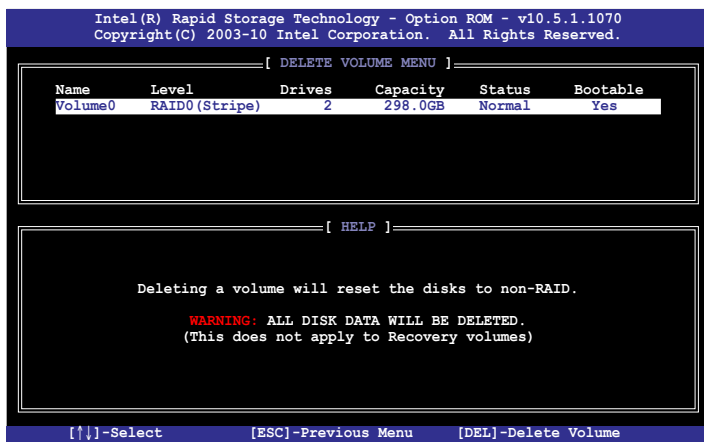 Intel(R) Rapid Storage Technology - Option ROM - v10.5.1.1070
Copyright(C) 2003-10 Intel Corporation. All Rights Reserved.
[ DELETE VOLUME MENU ]
Name Level Drives Capacity Status Bootable
Volume0 RAID0(Stripe) 2 298.0GB Normal Yes
[ HELP ]
Deleting a volume will reset the disks to non-RAID.
WARNING: ALL DISK DATA WILL BE DELETED.
(This does not apply to Recovery volumes)
[↑↓]-Select [ESC]-Previous Menu [DEL]-Delete Volume